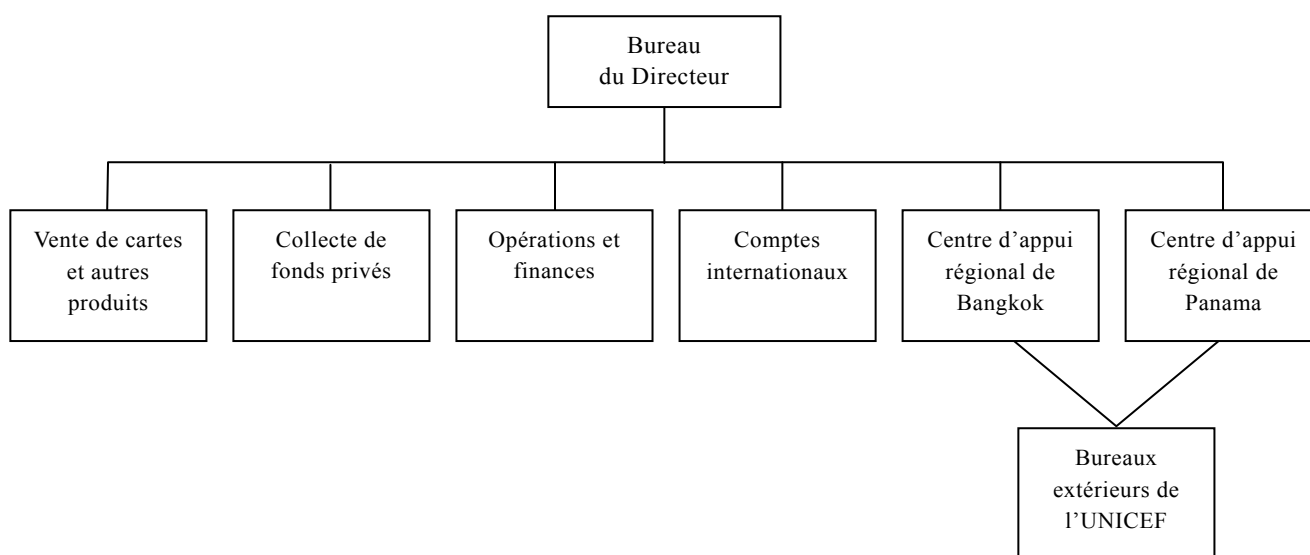 Bureau
du Directeur
Vente de cartes
et autres
produits
Collecte de
fonds privés
Opérations et
finances
Comptes
internationaux
Centre d'appui
régional de
Bangkok
Centre d'appui
régional de
Panama
Bureaux
extérieurs de
l'UNICEF